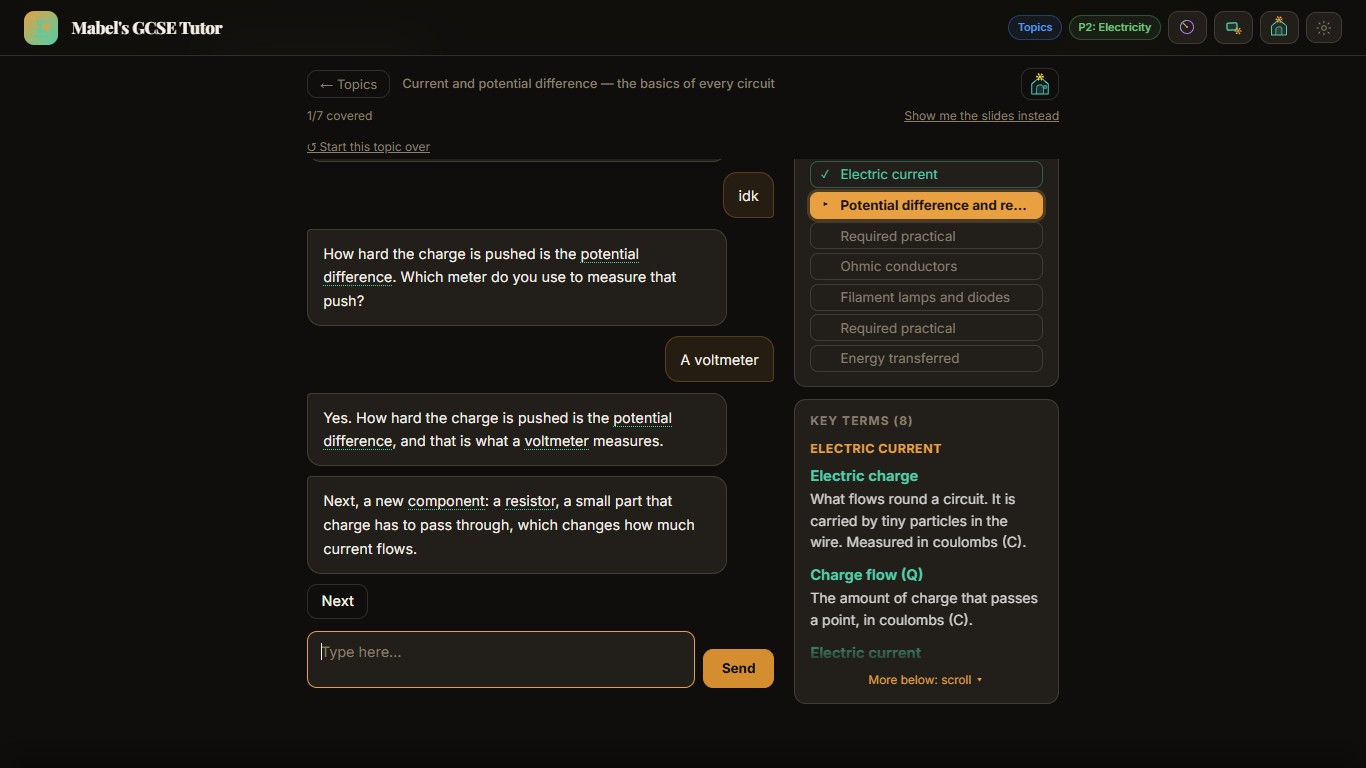 Mabel's GCSE Tutor
Topics
P2: Electricity
← Topics
Current and potential difference — the basics of every circuit
1/7 covered
Show me the slides instead
↺ Start this topic over
idk
How hard the charge is pushed is the potential
difference. Which meter do you use to measure that
push?
A voltmeter
Yes. How hard the charge is pushed is the potential
difference, and that is what a voltmeter measures.
Next, a new component: a resistor, a small part that
charge has to pass through, which changes how much
current flows.
Next
Type here...
Send
✓ Electric current
▸ Potential difference and re...
Required practical
Ohmic conductors
Filament lamps and diodes
Required practical
Energy transferred
KEY TERMS (8)
ELECTRIC CURRENT
Electric charge
What flows round a circuit. It is
carried by tiny particles in the
wire. Measured in coulombs (C).
Charge flow (Q)
The amount of charge that passes
a point, in coulombs (C).
Electric current
More below: scroll ▾